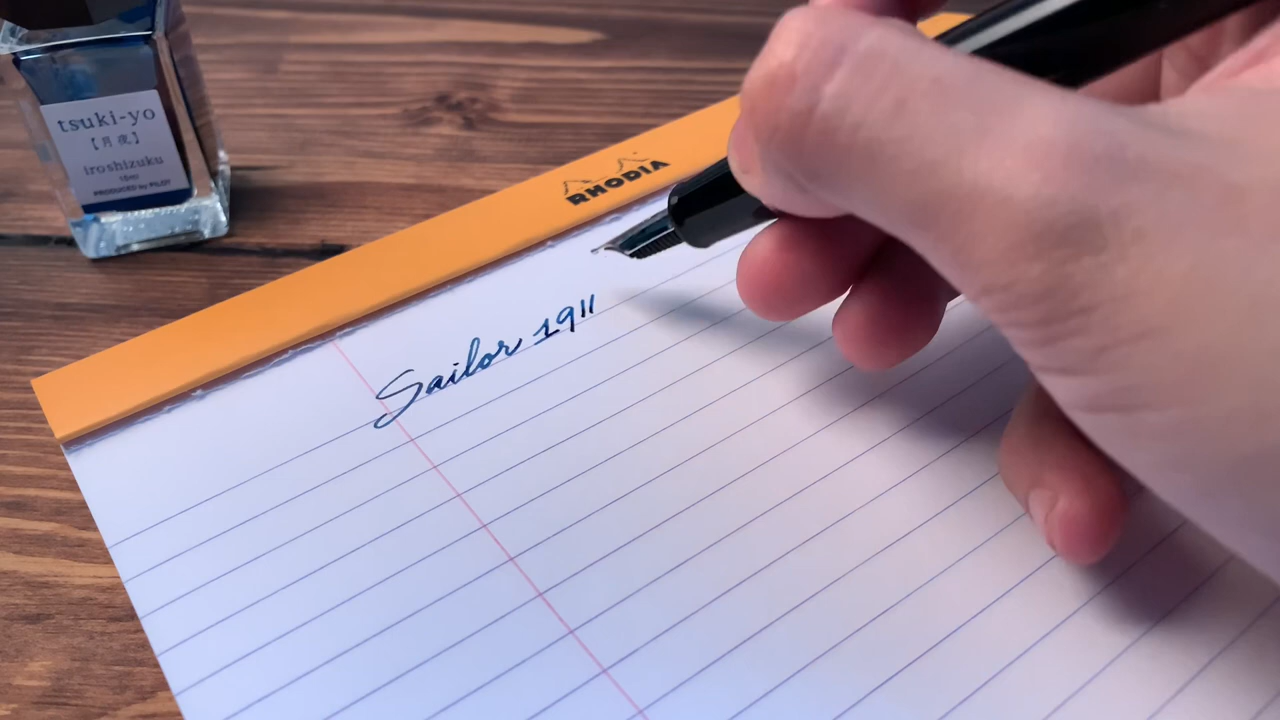 tsuki-yo
【月夜】
iroshizuku
15ml
PRODUCED by PILOT
RHODIA
Sailor 1911